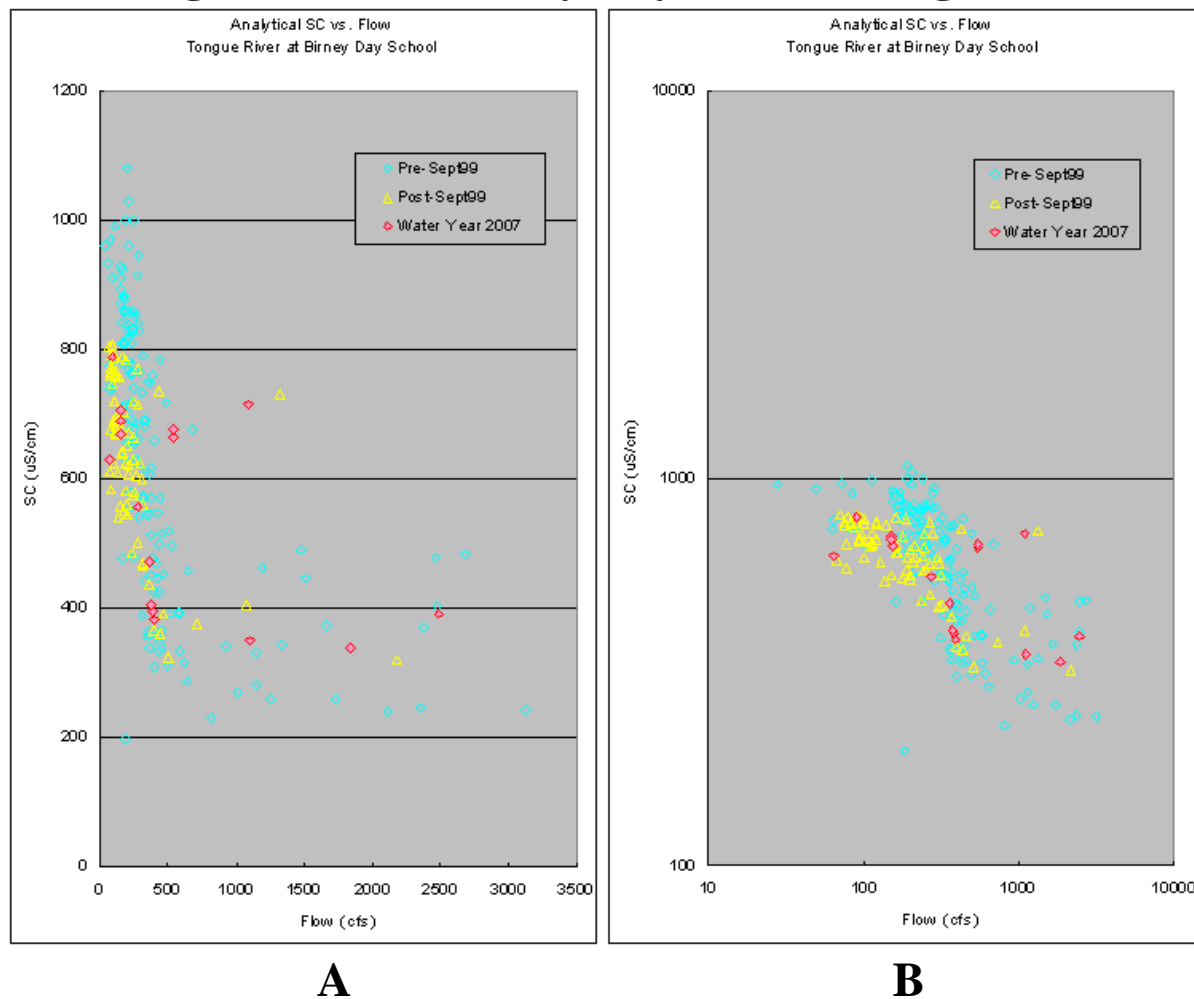 Analytical SC vs. Flow
Tongue River at Birney Day School
1200
1000
800
600
400
200
0
SC (uS/cm)
Pre-Sept99
Post-Sept99
Water Year 2007
0 500 1000 1500 2000 2500 3000 3500
Flow (cfs)
A
Analytical SC vs. Flow
Tongue River at Birney Day School
10000
1000
100
SC (uS/cm)
Pre-Sept99
Post-Sept99
Water Year 2007
10 100 1000 10000
Flow (cfs)
B